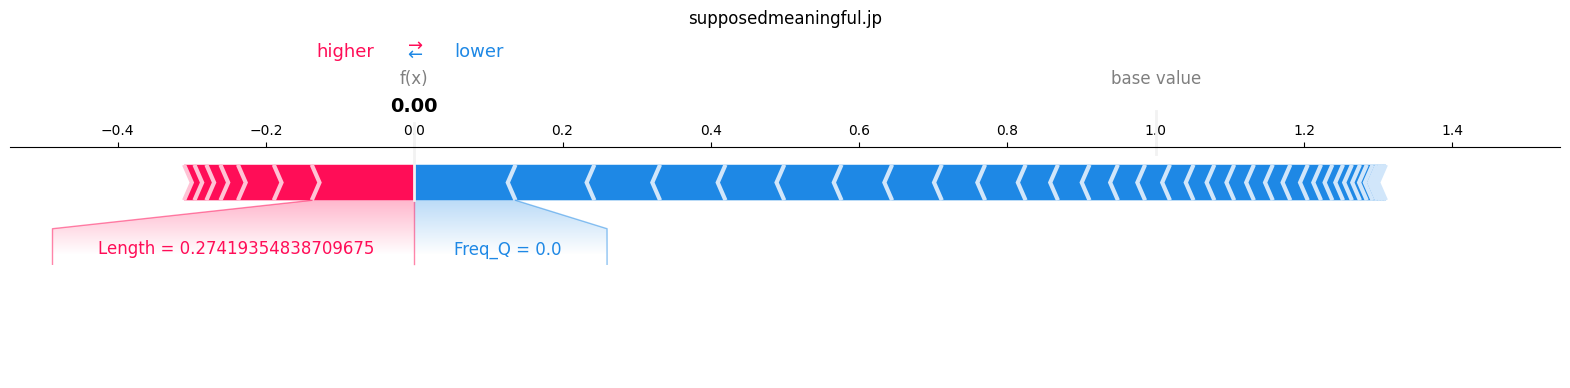 supposedmeaningful.jp
higher ⇄ lower
f(x) base value
0.00
−0.4 −0.2 0.0 0.2 0.4 0.6 0.8 1.0 1.2 1.4
Length = 0.27419354838709675 Freq_Q = 0.0